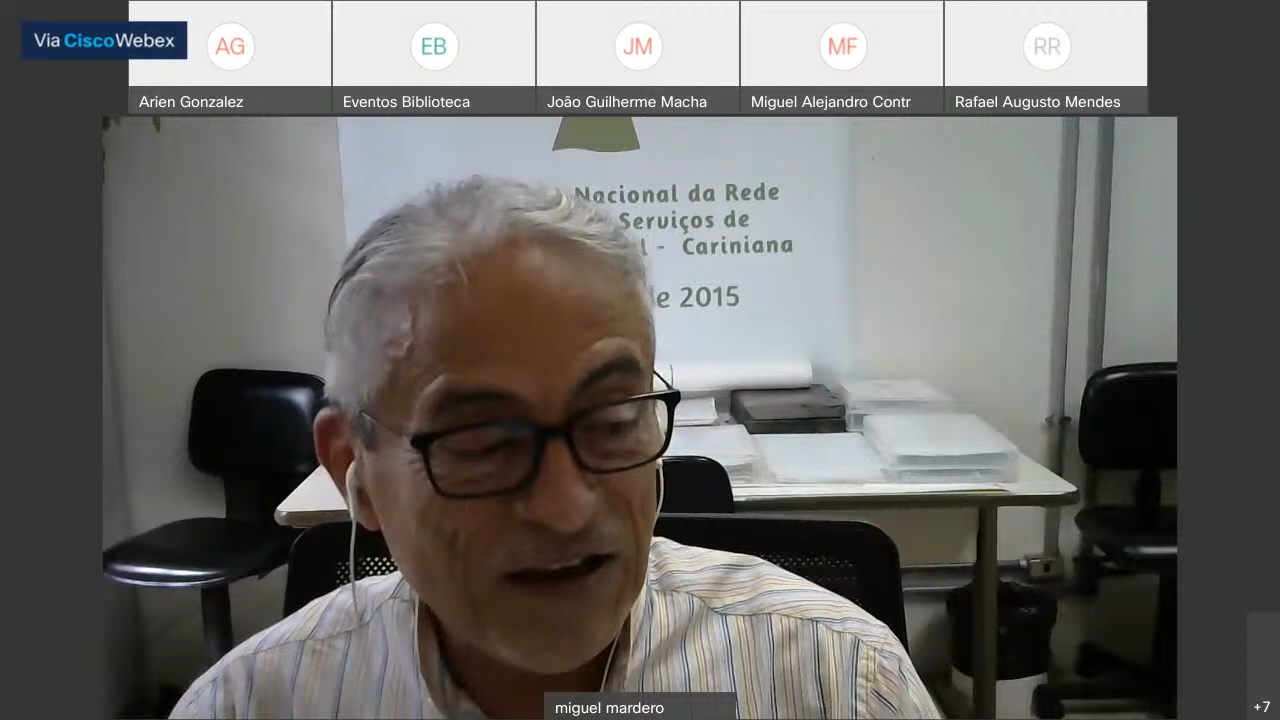 Via Cisco Webex
AG
EB
JM
MF
RR
Arien Gonzalez
Eventos Biblioteca
João Guilherme Macha
Miguel Alejandro Contr
Rafael Augusto Mendes
Nacional da Rede
Serviços de
l - Cariniana
de 2015
miguel mardero
+7